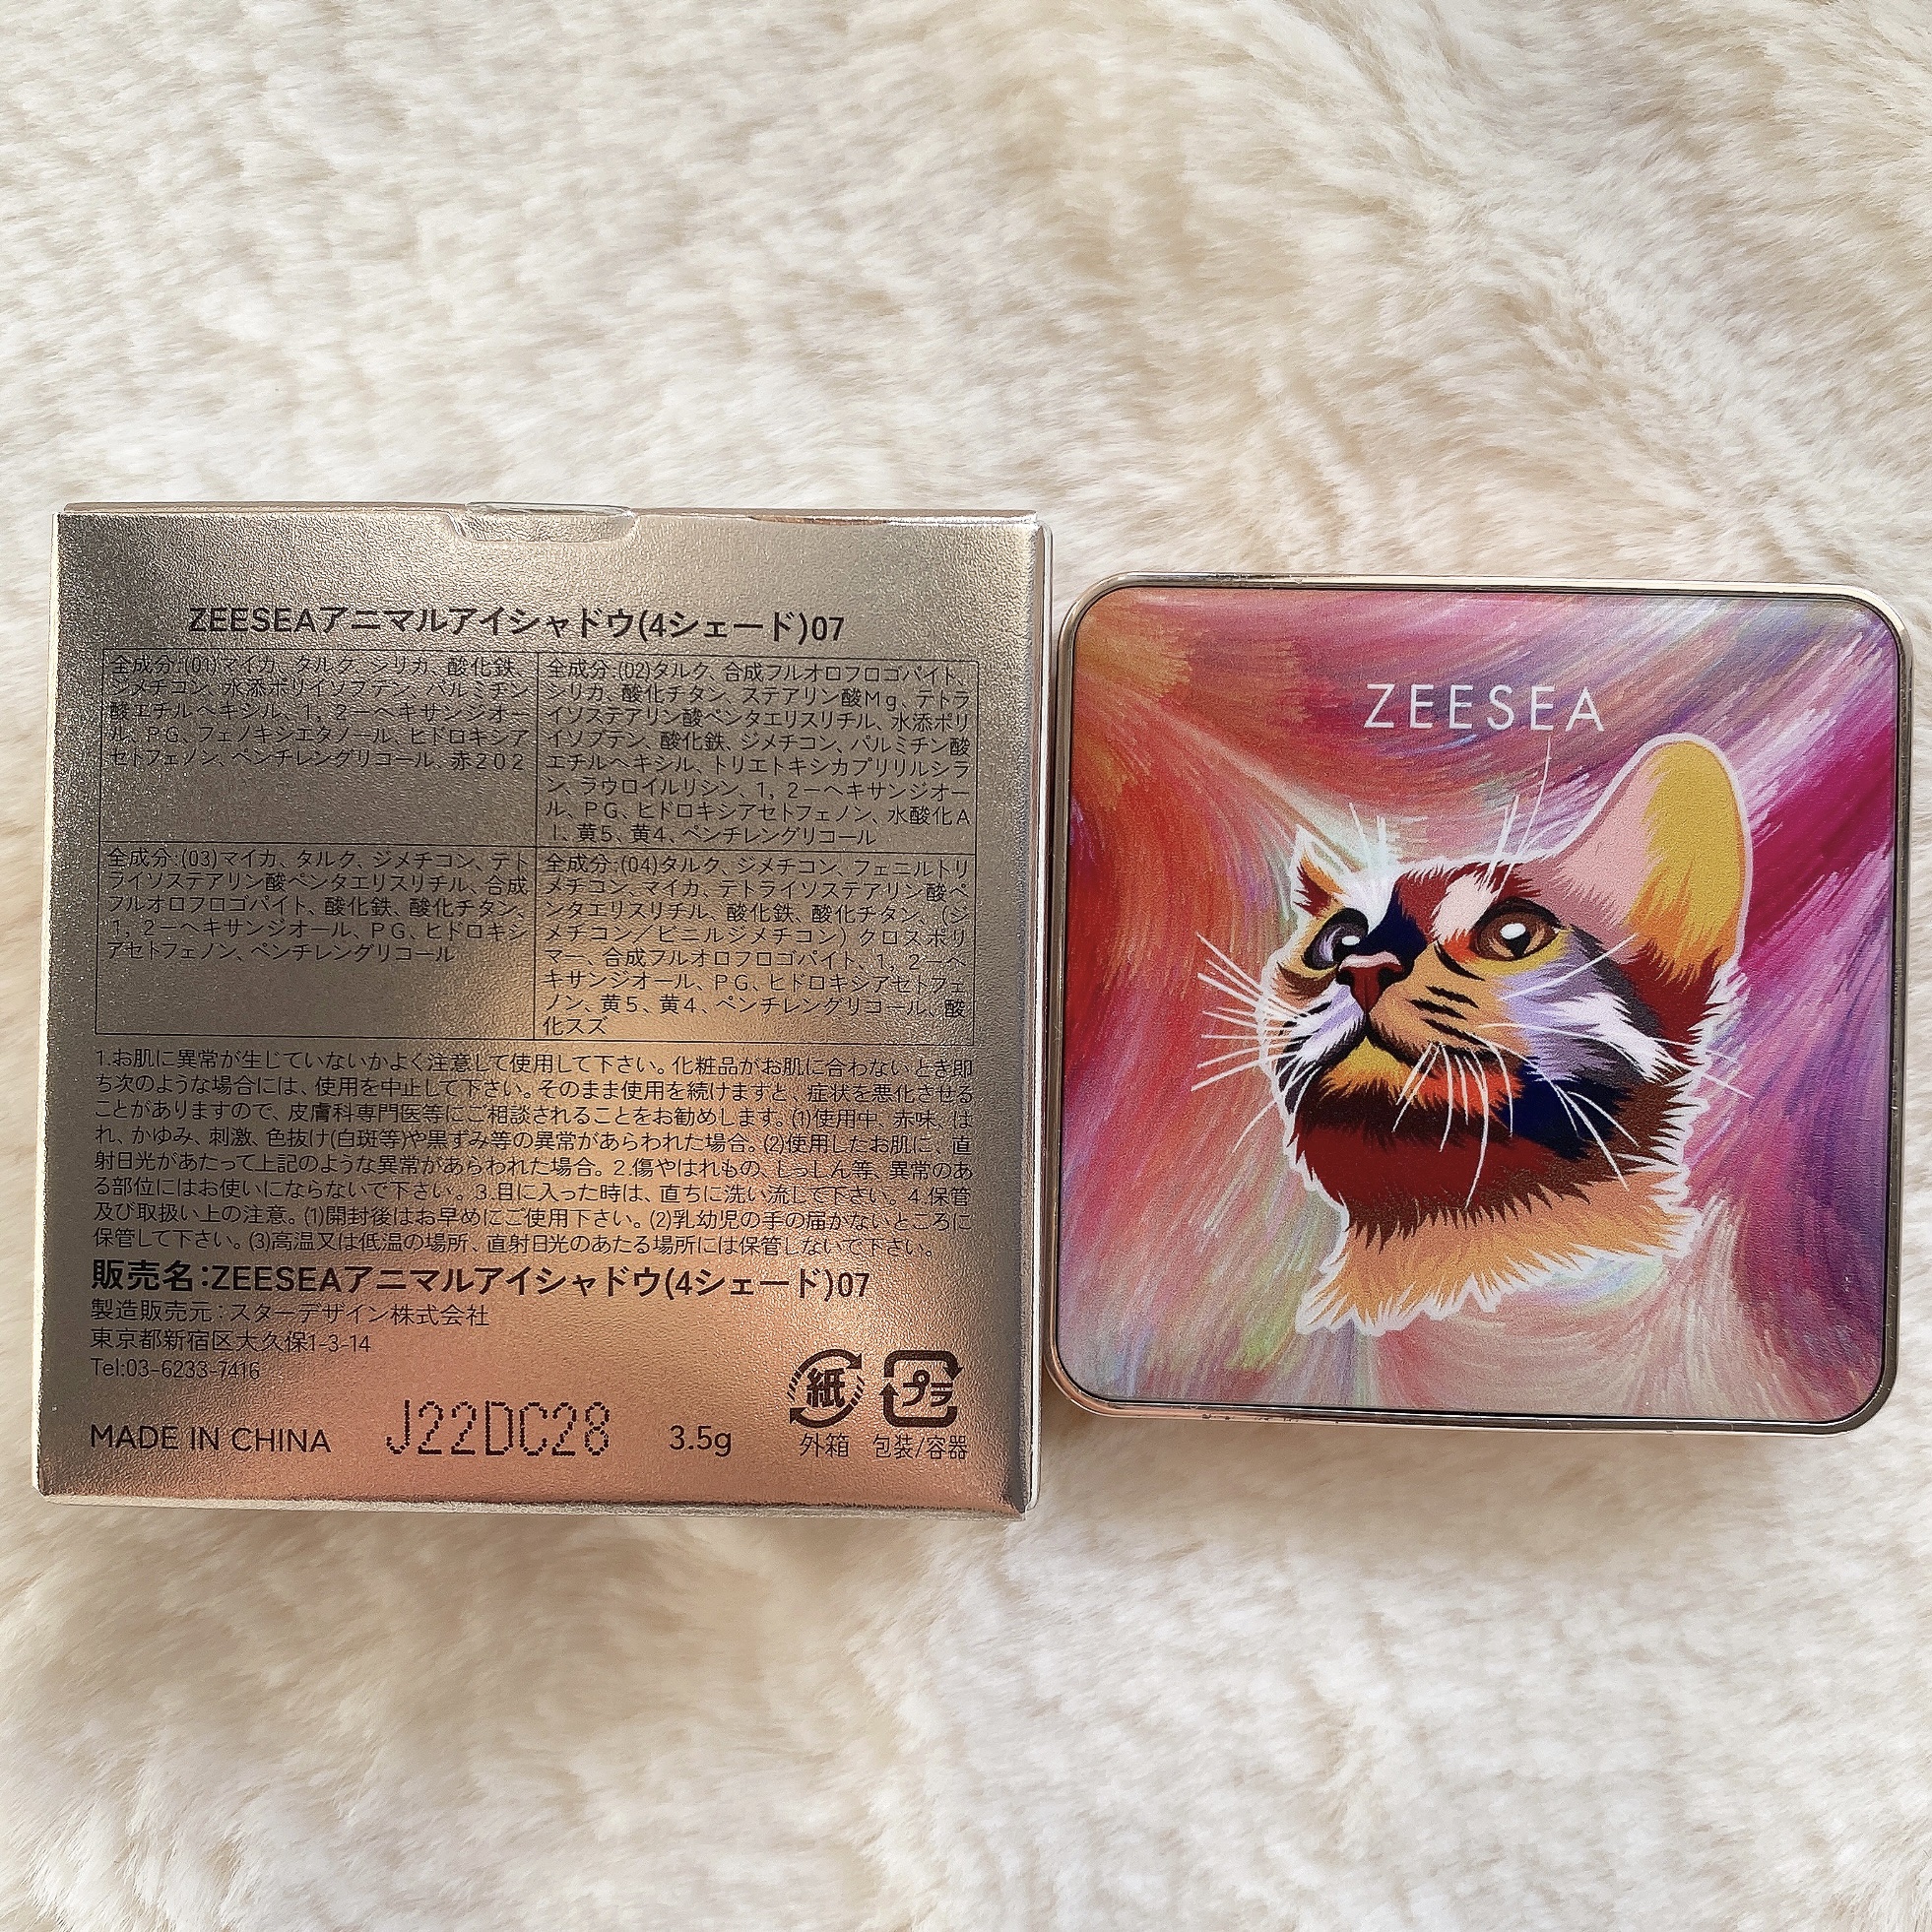 ZEESEAアニマルアイシャドウ(4シェード)07
全成分:(01)マイカ、タルク、シリカ、酸化鉄、
ジメチコン、水添ポリイソブテン、パルミチン
酸エチルヘキシル、1,2-ヘキサンジオー
ル、PG、フェノキシエタノール、ヒドロキシア
セトフェノン、ペンチレングリコール、赤202
全成分:(02)タルク、合成フルオロフロゴパイト、
シリカ、酸化チタン、ステアリン酸Mg、テトラ
イソステアリン酸ペンタエリスリチル、水添ポリ
イソブテン、酸化鉄、ジメチコン、パルミチン酸
エチルヘキシル、トリエトキシカプリリルシラ
ン、ラウロイルリシン、1,2-ヘキサンジオー
ル、PG、ヒドロキシアセトフェノン、水酸化A
l、黄5、黄4、ペンチレングリコール
全成分:(03)マイカ、タルク、ジメチコン、テト
ライソステアリン酸ペンタエリスリチル、合成
フルオロフロゴパイト、酸化鉄、酸化チタン、
1,2-ヘキサンジオール、PG、ヒドロキシ
アセトフェノン、ペンチレングリコール
全成分:(04)タルク、ジメチコン、フェニルトリ
メチコン、マイカ、テトライソステアリン酸ペ
ンタエリスリチル、酸化鉄、酸化チタン、(ジ
メチコン/ビニルジメチコン)クロスポリ
マー、合成フルオロフロゴパイト、1,2-ヘ
キサンジオール、PG、ヒドロキシアセトフェ
ノン、黄5、黄4、ペンチレングリコール、酸
化スズ
1.お肌に異常が生じていないかよく注意して使用して下さい。化粧品がお肌に合わないとき即
ち次のような場合には、使用を中止して下さい。そのまま使用を続けますと、症状を悪化させる
ことがありますので、皮膚科専門医等にご相談されることをお勧めします。(1)使用中、赤味、は
れ、かゆみ、刺激、色抜け(白斑等)や黒ずみ等の異常があらわれた場合。(2)使用したお肌に、直
射日光があたって上記のような異常があらわれた場合。2.傷やはれもの、しっしん等、異常のあ
る部位にはお使いにならないで下さい。3.目に入った時は、直ちに洗い流して下さい。4.保管
及び取扱い上の注意。(1)開封後はお早めにご使用下さい。(2)乳幼児の手の届かないところに
保管して下さい。(3)高温又は低温の場所、直射日光のあたる場所には保管しないで下さい。
販売名:ZEESEAアニマルアイシャドウ(4シェード)07
製造販売元:スターデザイン株式会社
東京都新宿区大久保1-3-14
Tel:03-6233-7416
MADE IN CHINA J22DC28 3.5g
紙 プラ
外箱 包装/容器
ZEESEA